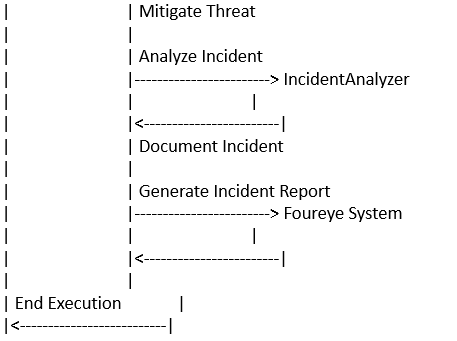 |                    | Mitigate Threat
|                    |
|                    | Analyze Incident
|                    |------------------------> IncidentAnalyzer
|                    |                    |
|                    |<------------------------|
|                    | Document Incident
|                    |
|                    | Generate Incident Report
|                    |------------------------> Foureye System
|                    |                    |
|                    |<------------------------|
|                    |
| End Execution          |
|<--------------------------|